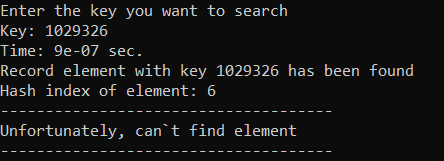 Enter the key you want to search
Key: 1029326
Time: 9e-07 sec.
Record element with key 1029326 has been found
Hash index of element: 6
-----------------------------------
Unfortunately, can`t find element
-----------------------------------